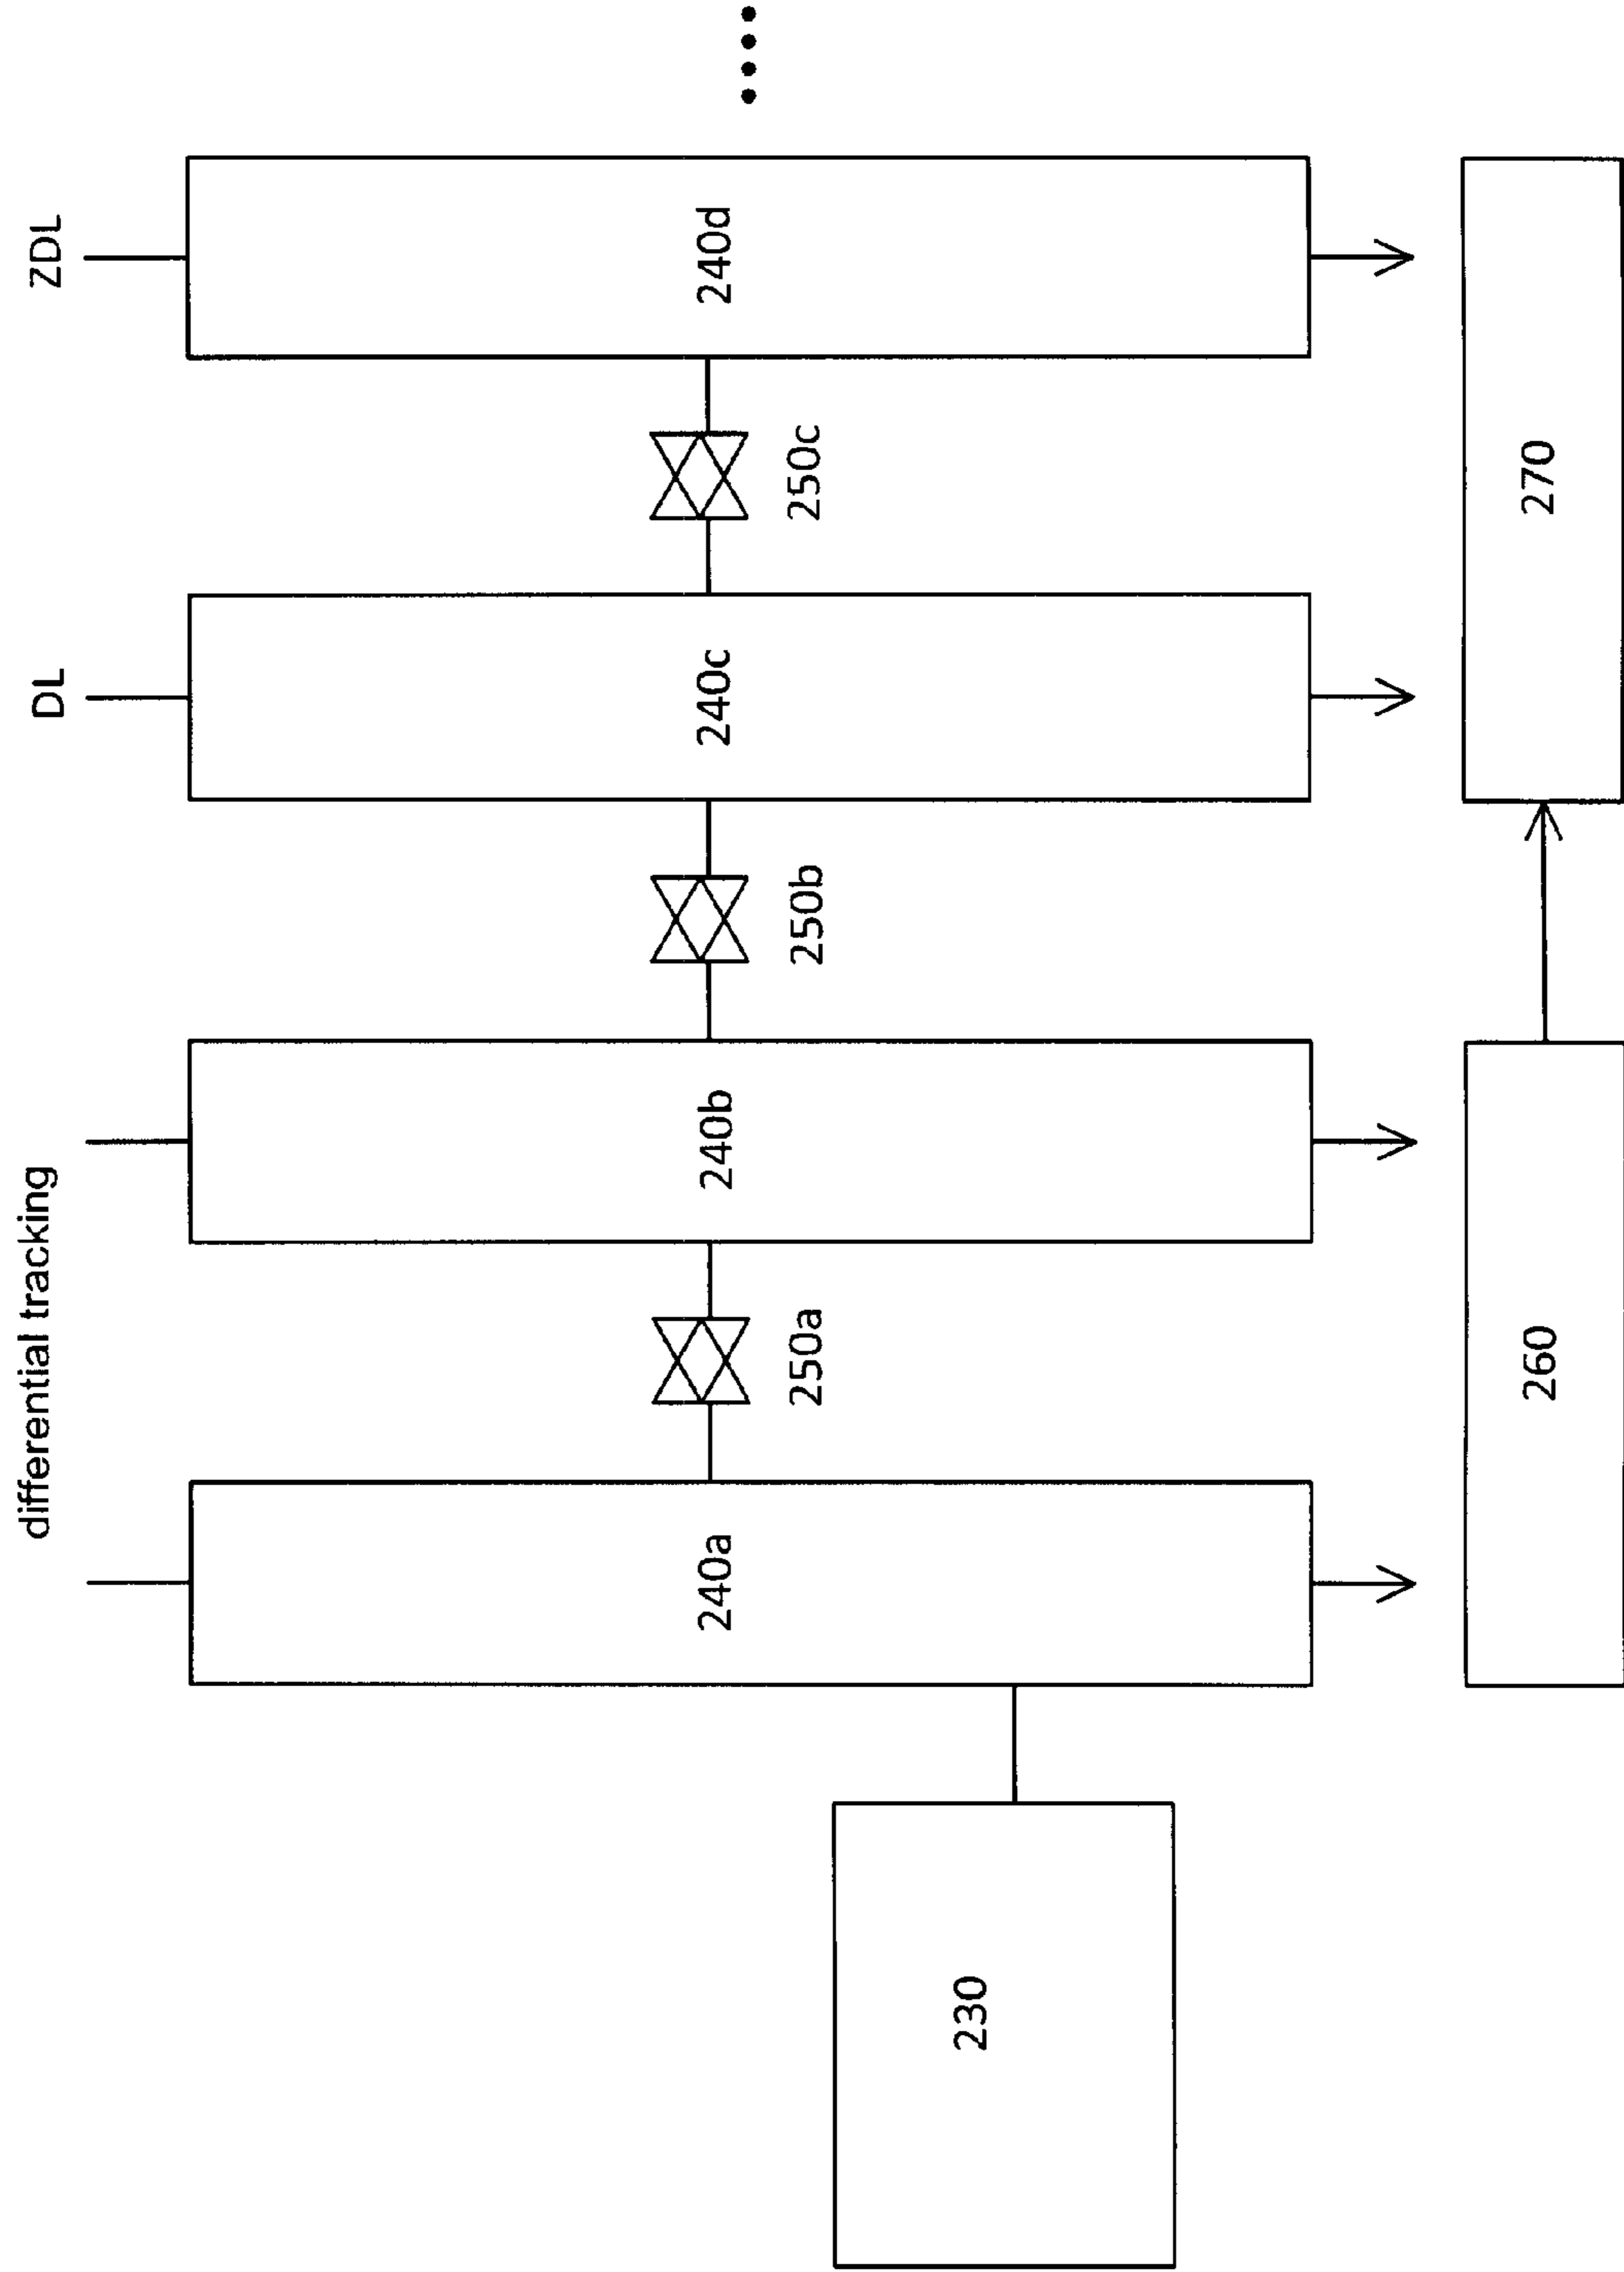 differential tracking
DL
ZDL
240a
240b
240c
240d
250a
250b
250c
230
260
270